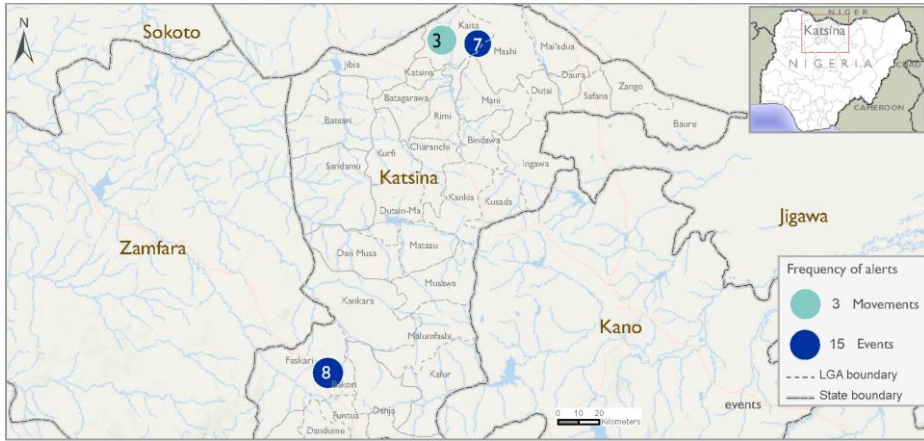 N
Sokoto
Kaita
3
7
Mashi
Mai'adua
Jibia
Katsina
Daura
Zango
Dutsi
Safana
Batagarawa
Mani
Batsari
Rimi
Baure
Charanchi
Bindawa
Kurfi
Ingawa
Sandamu
Katsina
Kankia
Kusada
Dutsin-Ma
Jigawa
Zamfara
Matazu
Dan Musa
Musawa
Kankara
Kano
Malumfashi
Faskari
8
Bakori
Kafur
Funtua
Danja
Dandume
0 10 20
Kilometers
events
NIGER
Katsina
NIGERIA
CHAD
CAMEROON
Frequency of alerts
3 Movements
15 Events
LGA boundary
State boundary